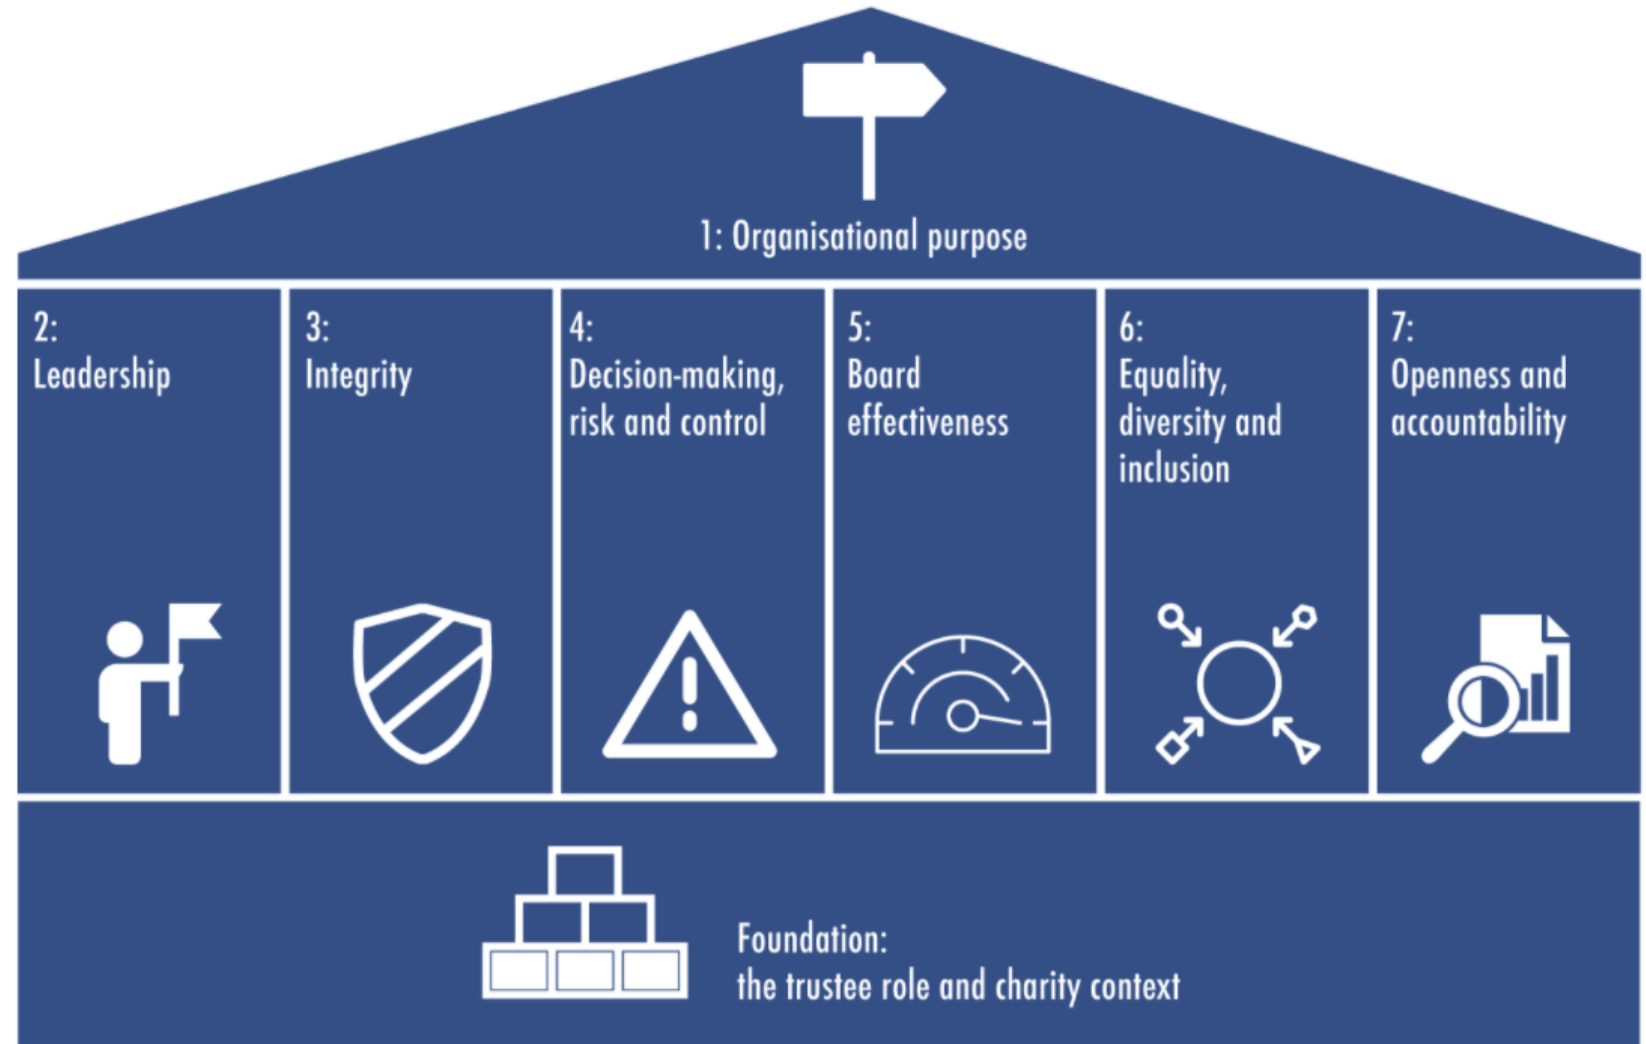 1: Organisational purpose
2:
Leadership
3:
Integrity
4:
Decision-making,
risk and control
5:
Board
effectiveness
6:
Equality,
diversity and
inclusion
7:
Openness and
accountability
Foundation:
the trustee role and charity context